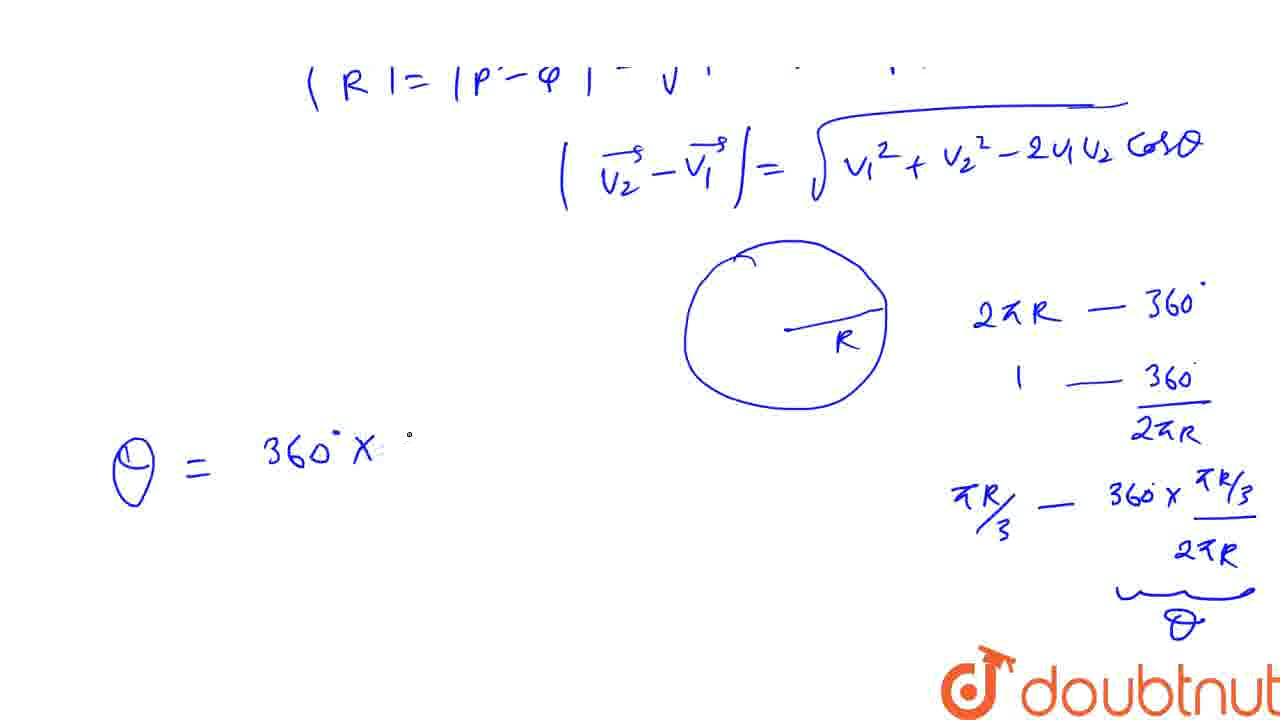 |R|= |P-Q|= √
|v₂⃗ - v₁⃗| = √v₁² + v₂² - 2v₁v₂ cosθ
R
2πR — 360°
1 — 360°/2πR
πR/3 — 360° × πR/3 / 2πR
θ
θ = 360° ×
doubtnut